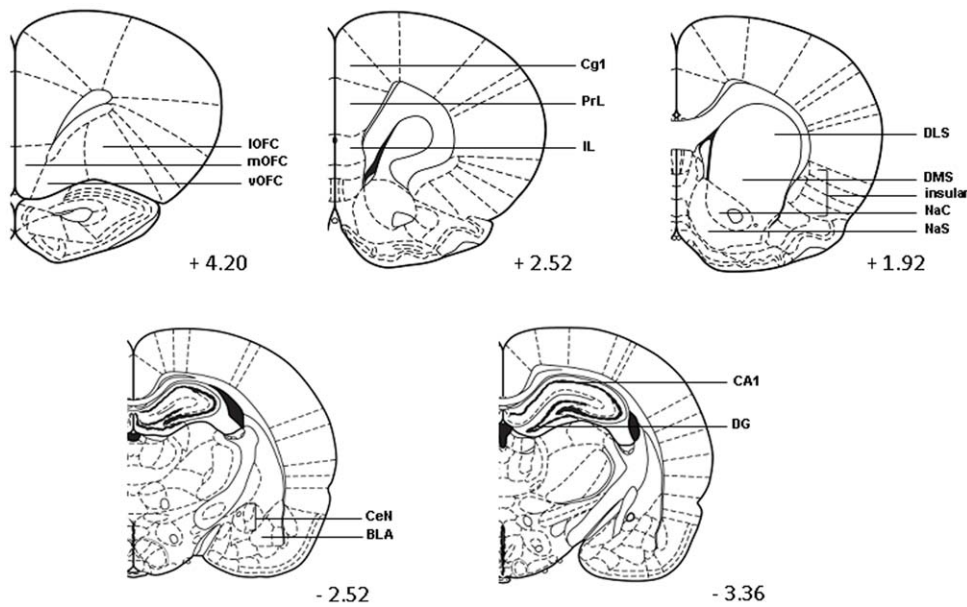 lOFC
mOFC
vOFC
+ 4.20
Cg1
PrL
IL
+ 2.52
DLS
DMS
insular
NaC
NaS
+ 1.92
CeN
BLA
- 2.52
CA1
DG
- 3.36